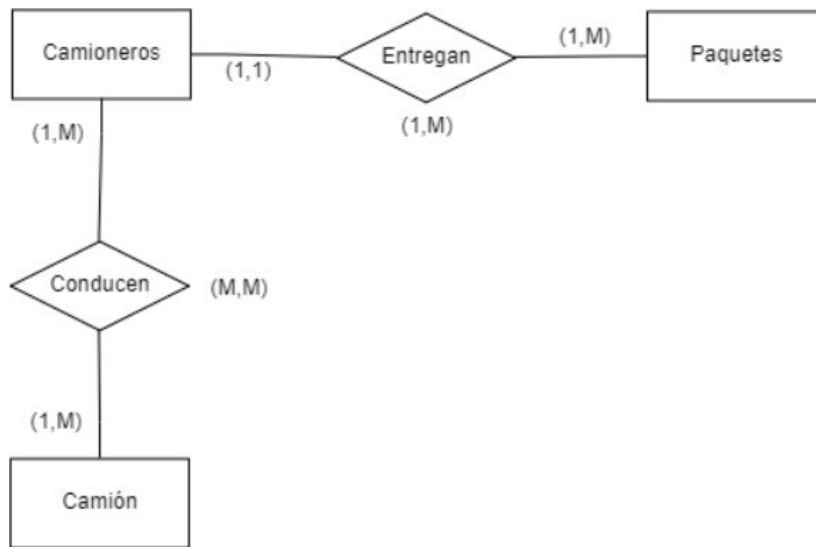 Camioneros
(1,1)
Entregan
(1,M)
Paquetes
(1,M)
(1,M)
Conducen
(M,M)
(1,M)
Camión